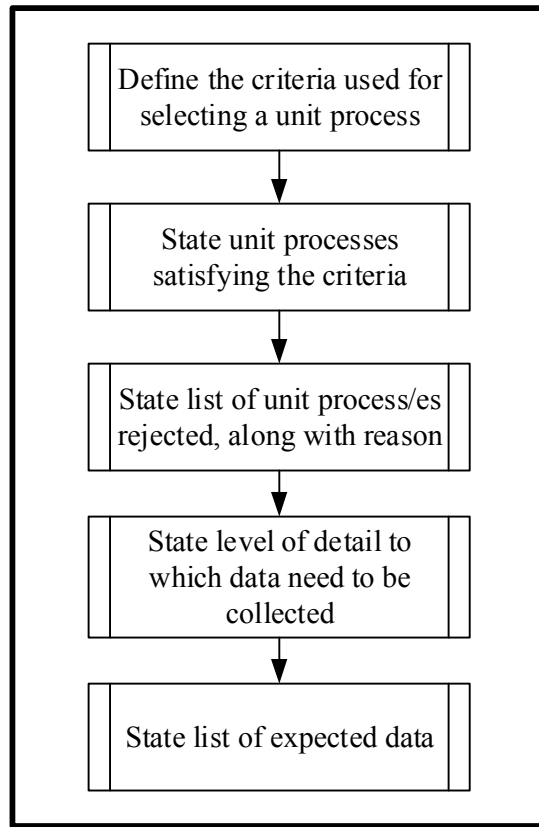 Define the criteria used for
selecting a unit process
State unit processes
satisfying the criteria
State list of unit process/es
rejected, along with reason
State level of detail to
which data need to be
collected
State list of expected data